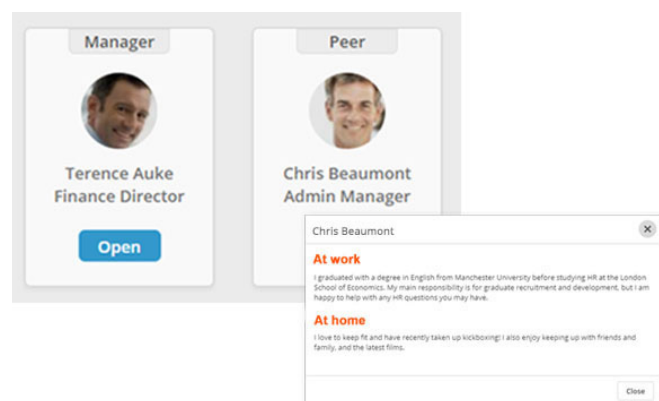 Manager
Peer
Terence Auke
Finance Director
Open
Chris Beaumont
Admin Manager
Chris Beaumont
At work
I graduated with a degree in English from Manchester University before studying HR at the London
School of Economics. My main responsibility is for graduate recruitment and development, but I am
happy to help with any HR questions you may have.
At home
I love to keep fit and have recently taken up kickboxing! I also enjoy keeping up with friends and
family, and the latest films.
Close